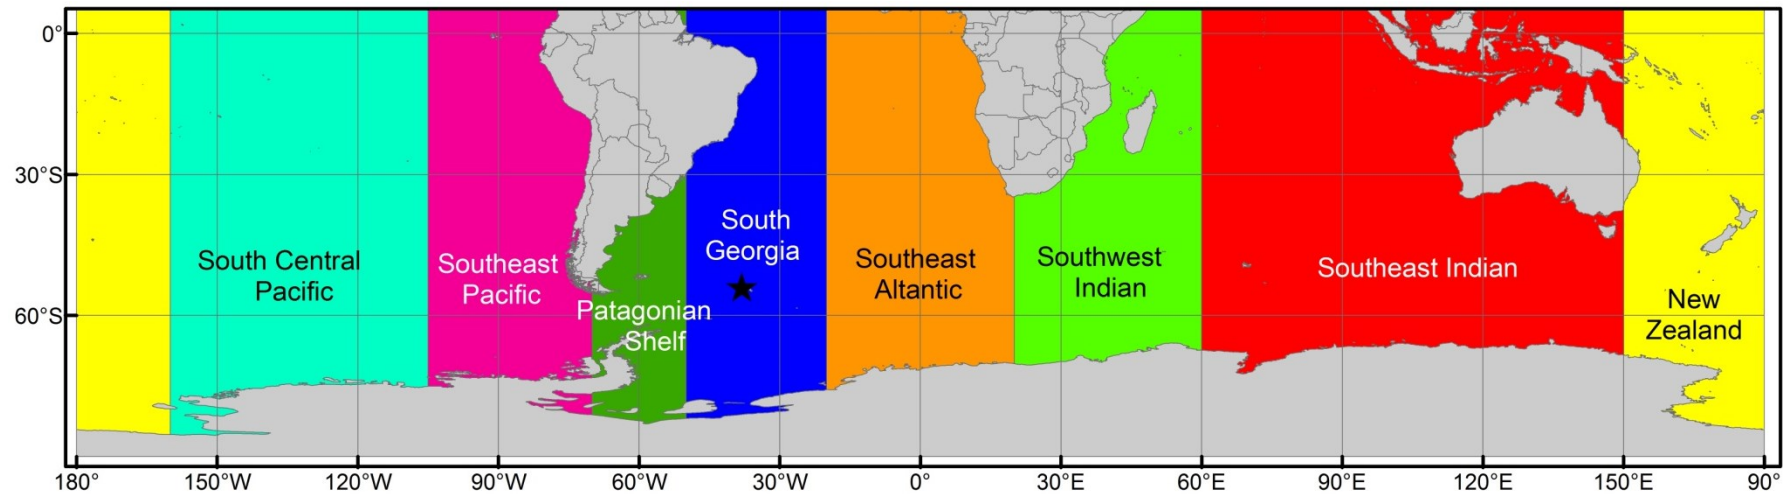 0°
30°S
60°S
South Central
Pacific
Southeast
Pacific
Patagonian
Shelf
South
Georgia
Southeast
Altantic
Southwest
Indian
Southeast Indian
New
Zealand
180°
150°W
120°W
90°W
60°W
30°W
0°
30°E
60°E
90°E
120°E
150°E
90°